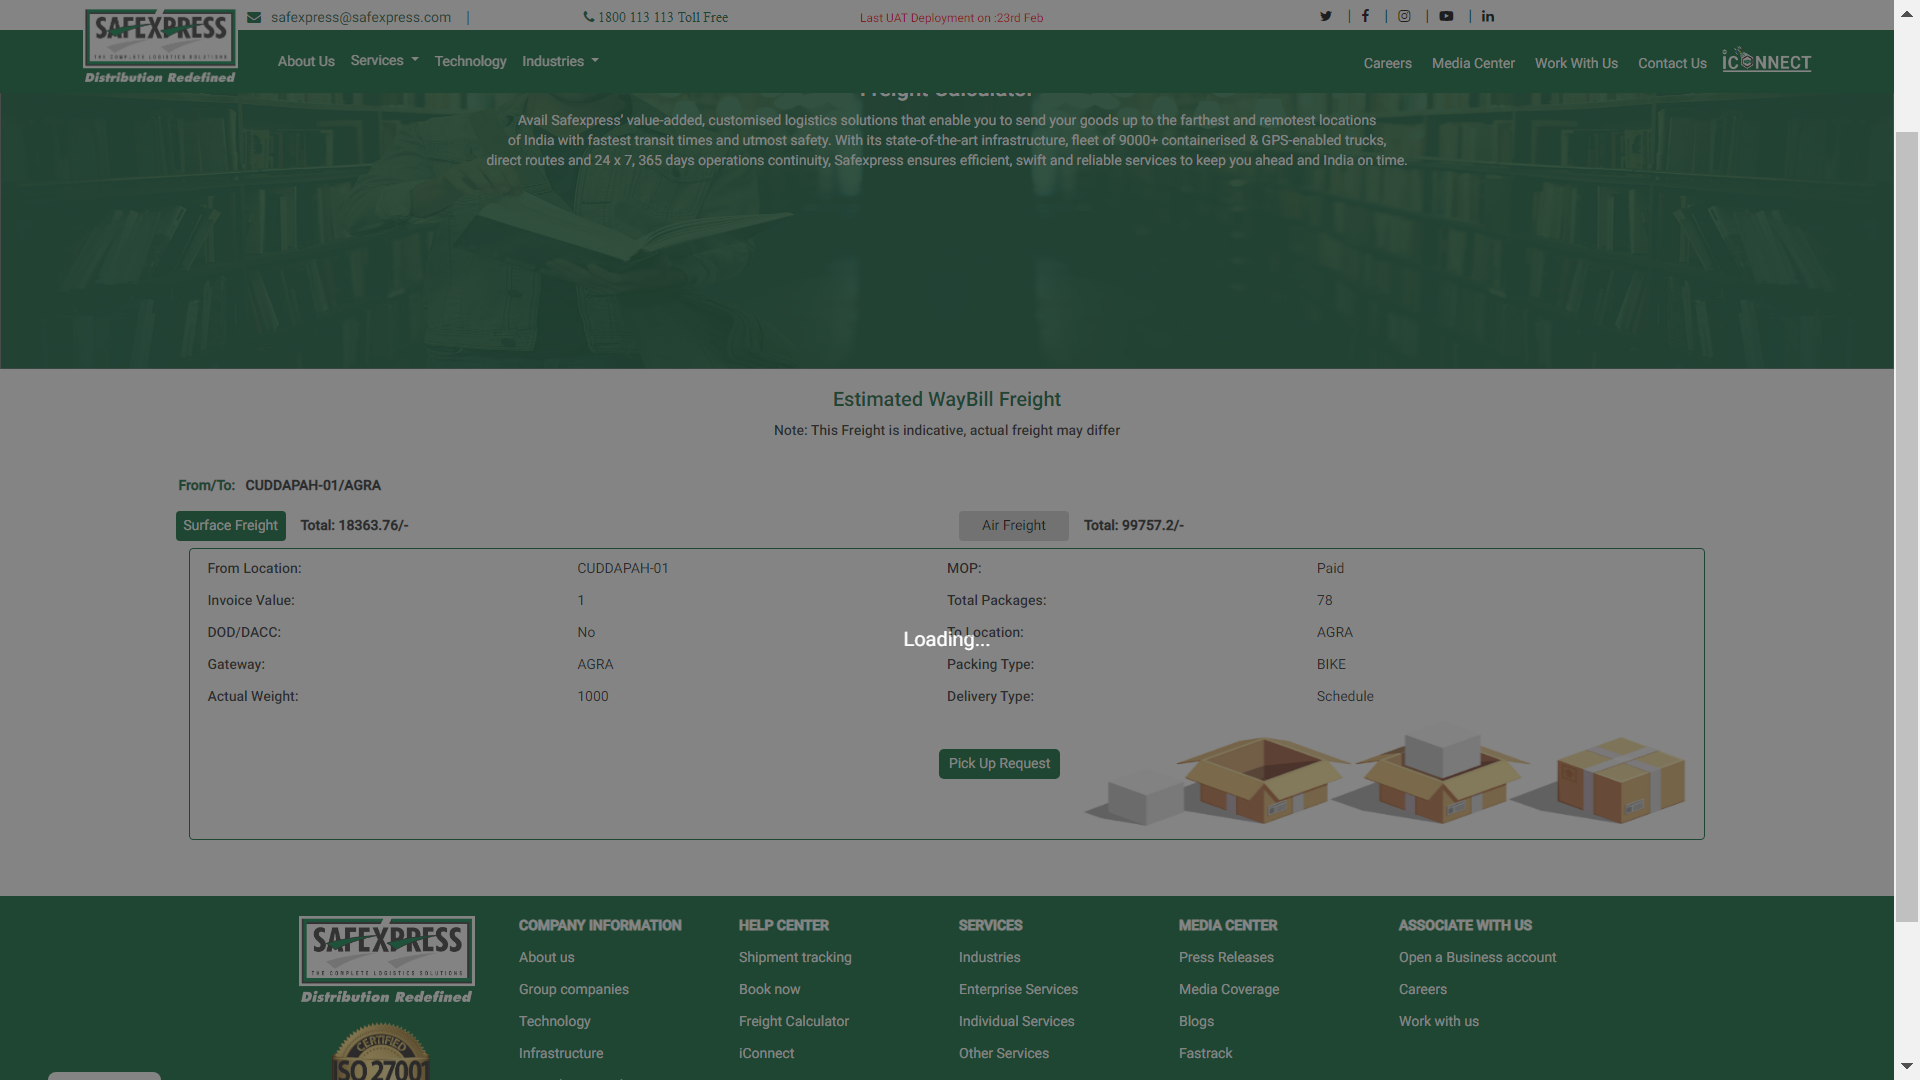 SAFEXPRESS
THE COMPLETE LOGISTICS SOLUTIONS
Distribution Redefined
safexpress@safexpress.com |
1800 113 113 Toll Free
Last UAT Deployment on :23rd Feb
About Us Services Technology Industries
Careers Media Center Work With Us Contact Us iCONNECT
Freight Calculator
Avail Safexpress’ value-added, customised logistics solutions that enable you to send your goods up to the farthest and remotest locations
of India with fastest transit times and utmost safety. With its state-of-the-art infrastructure, fleet of 9000+ containerised & GPS-enabled trucks,
direct routes and 24 x 7, 365 days operations continuity, Safexpress ensures efficient, swift and reliable services to keep you ahead and India on time.
Estimated WayBill Freight
Note: This Freight is indicative, actual freight may differ
From/To: CUDDAPAH-01/AGRA
Surface Freight Total: 18363.76/- Air Freight Total: 99757.2/-
From Location: CUDDAPAH-01 MOP: Paid
Invoice Value: 1 Total Packages: 78
DOD/DACC: No To Location: AGRA
Loading...
Gateway: AGRA Packing Type: BIKE
Actual Weight: 1000 Delivery Type: Schedule
Pick Up Request
SAFEXPRESS
THE COMPLETE LOGISTICS SOLUTIONS
Distribution Redefined
CERTIFIED
ISO 27001
COMPANY INFORMATION
About us
Group companies
Technology
Infrastructure
HELP CENTER
Shipment tracking
Book now
Freight Calculator
iConnect
SERVICES
Industries
Enterprise Services
Individual Services
Other Services
MEDIA CENTER
Press Releases
Media Coverage
Blogs
Fastrack
ASSOCIATE WITH US
Open a Business account
Careers
Work with us